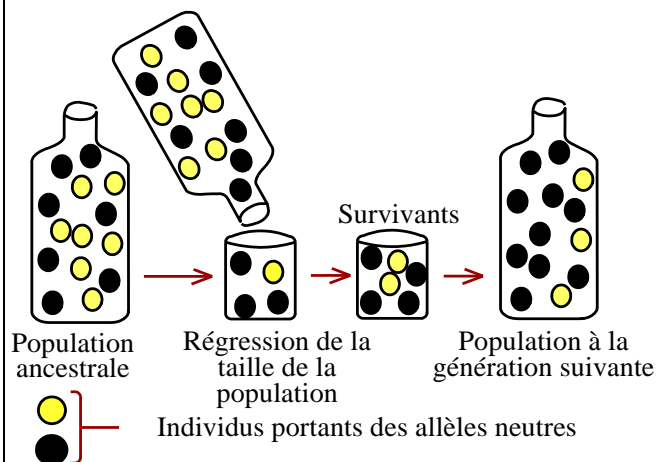 Survivants
Population
ancestrale
Régression de la
taille de la
population
Population à la
génération suivante
Individus portants des allèles neutres